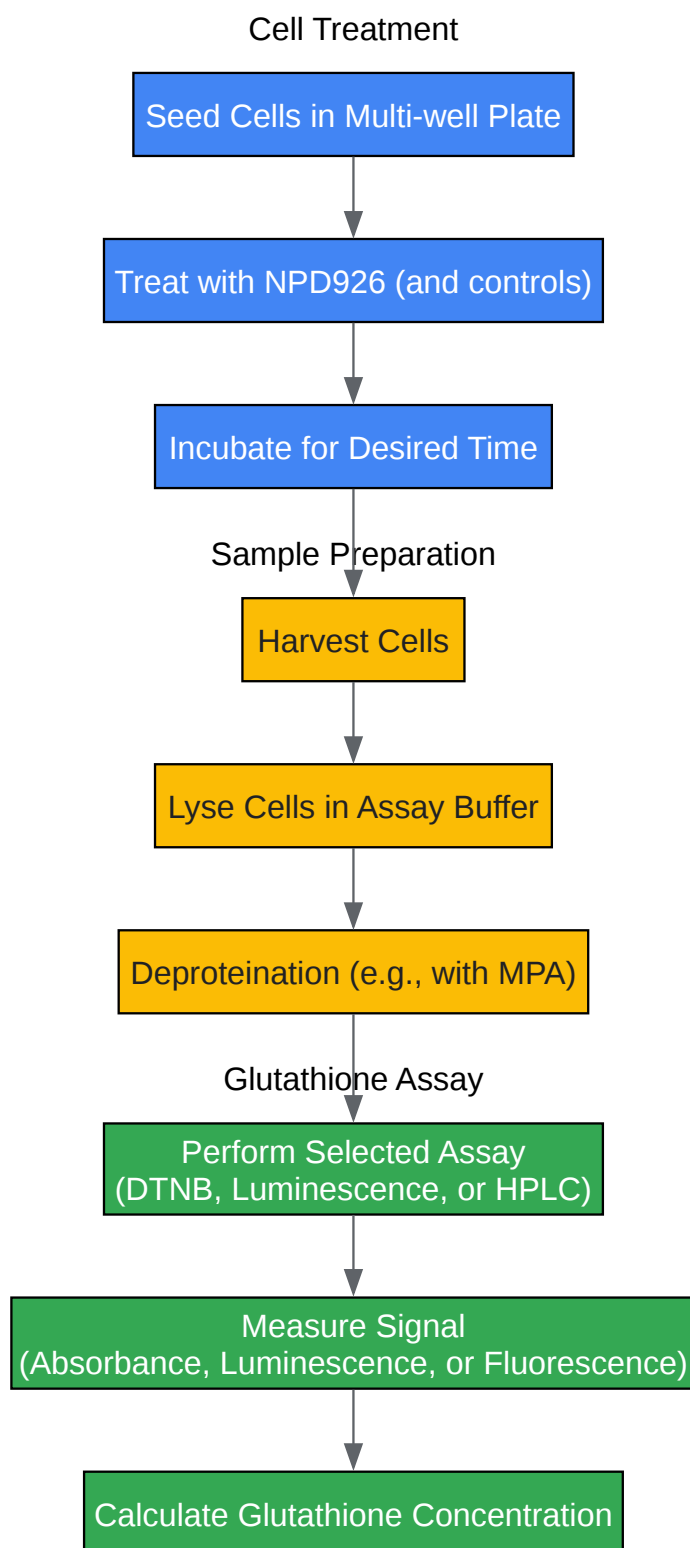 Cell Treatment
Seed Cells in Multi-well Plate
Treat with NPD926 (and controls)
Incubate for Desired Time
Sample Preparation
Harvest Cells
Lyse Cells in Assay Buffer
Deproteination (e.g., with MPA)
Glutathione Assay
Perform Selected Assay
(DTNB, Luminescence, or HPLC)
Measure Signal
(Absorbance, Luminescence, or Fluorescence)
Calculate Glutathione Concentration